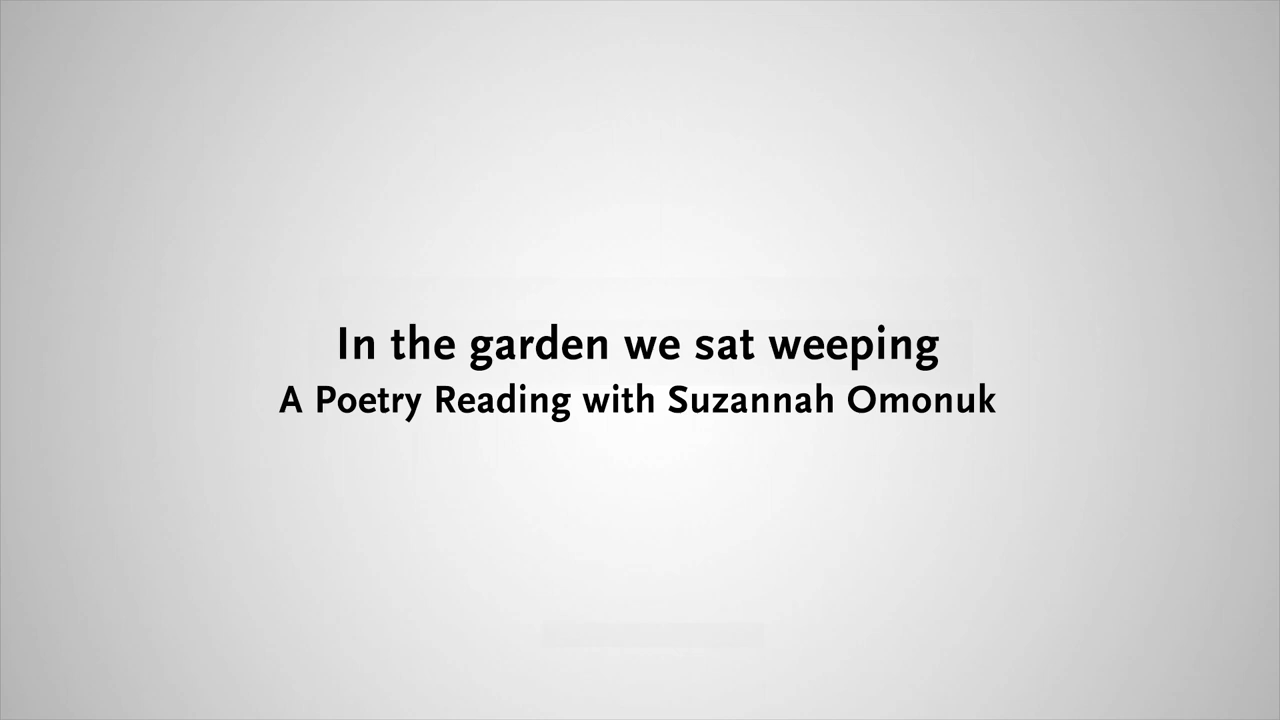 In the garden we sat weeping
A Poetry Reading with Suzannah Omonuk